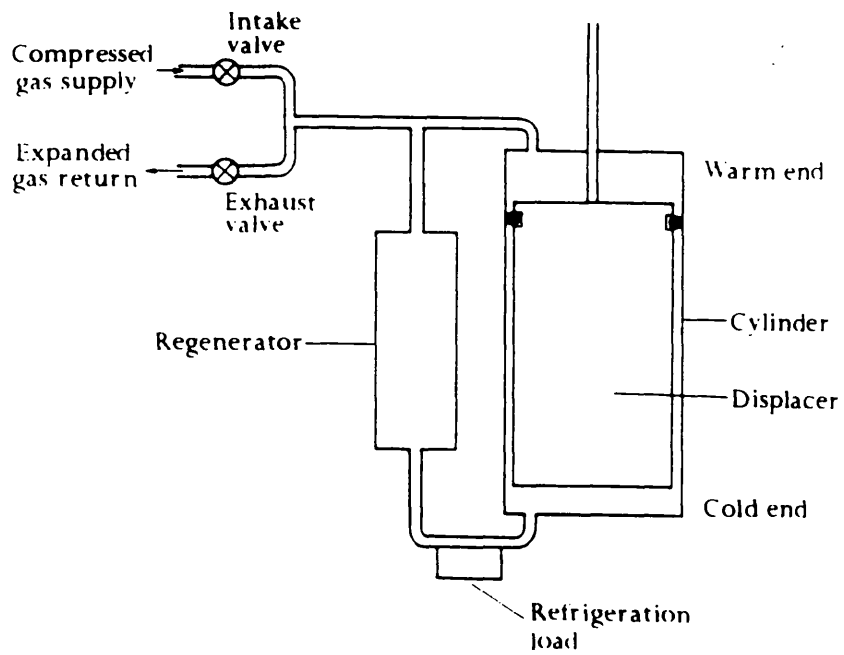 Intake
valve
Compressed
gas supply
Expanded
gas return
Exhaust
valve
Warm end
Regenerator
Cylinder
Displacer
Cold end
Refrigeration
load